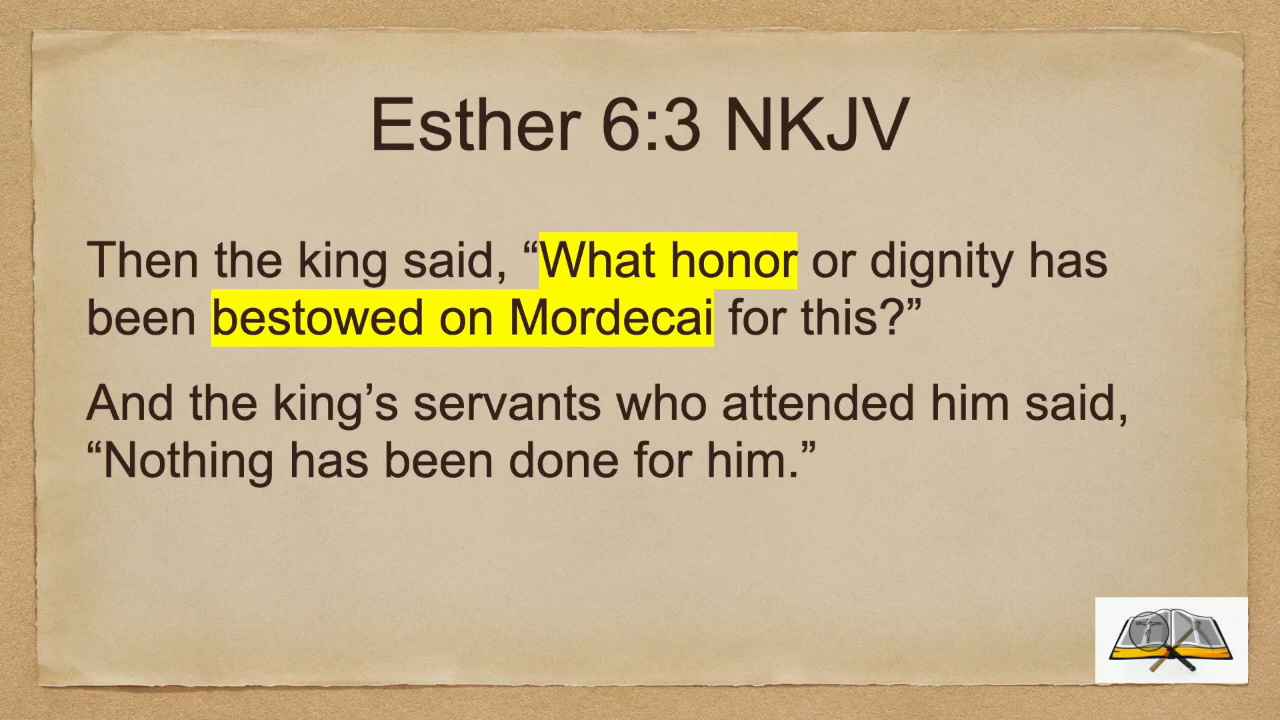 Esther 6:3 NKJV
Then the king said, “What honor or dignity has
been bestowed on Mordecai for this?”
And the king’s servants who attended him said,
“Nothing has been done for him.”